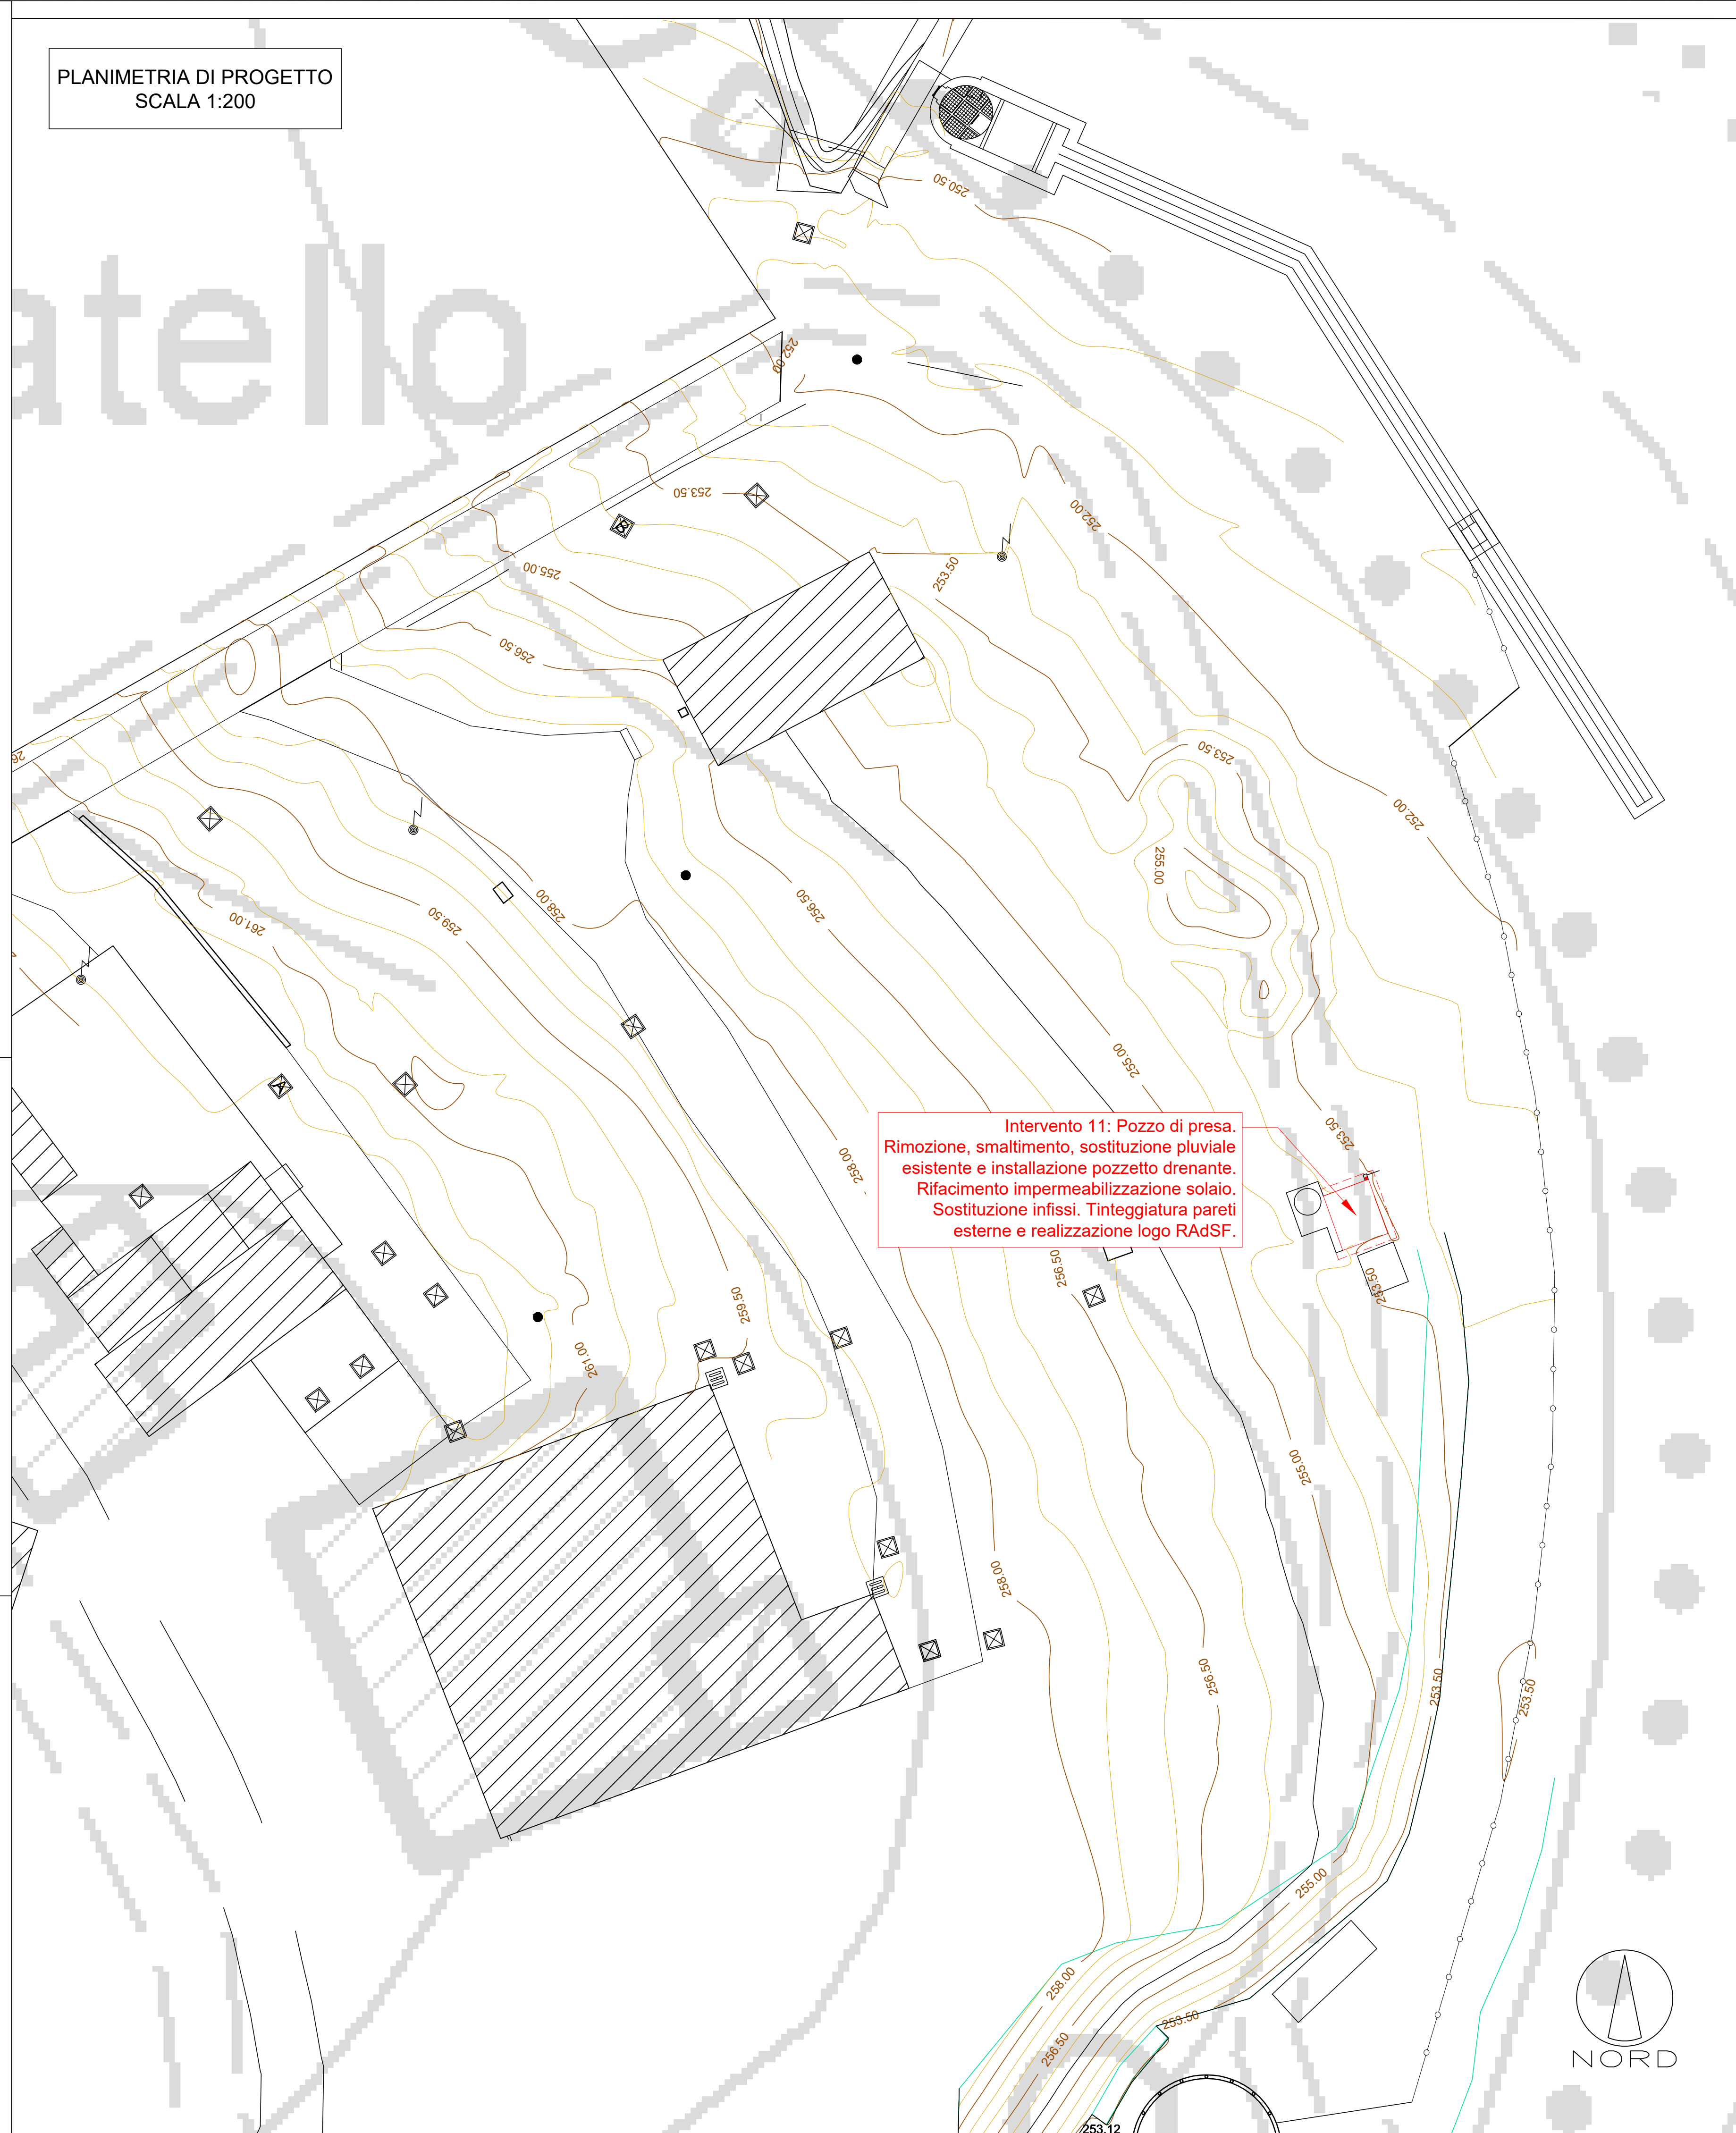 PLANIMETRIA DI PROGETTO
SCALA 1:200
250.50
atello
252.00
253.50
B
252.00
255.00
253.50
256.50
253.50
252.00
255.00
258.00
256.50
259.50
261.00
255.00
A
Intervento 11: Pozzo di presa.
Rimozione, smaltimento, sostituzione pluviale
esistente e installazione pozzetto drenante.
Rifacimento impermeabilizzazione solaio.
Sostituzione infissi. Tinteggiatura pareti
esterne e realizzazione logo RAdSF.
253.50
258.00
256.50
253.50
259.50
261.00
255.00
258.00
256.50
253.50
253.50
255.00
258.00
253.50
256.50
NORD
253.12